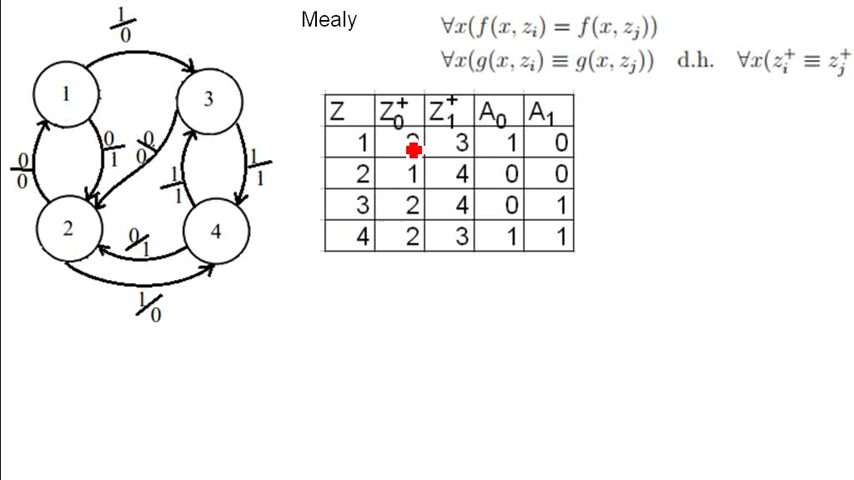 1/0
Mealy
∀x(f(x, z_i) = f(x, z_j))
∀x(g(x, z_i) ≡ g(x, z_j)) d.h. ∀x(z_i^+ ≡ z_j^+
1
3
Z Z_0^+ Z_1^+ A_0 A_1
1 3 1 0
2 1 4 0 0
3 2 4 0 1
4 2 3 1 1
0/0
0/1
0/0
1/1
1/1
2
0/1
4
1/0